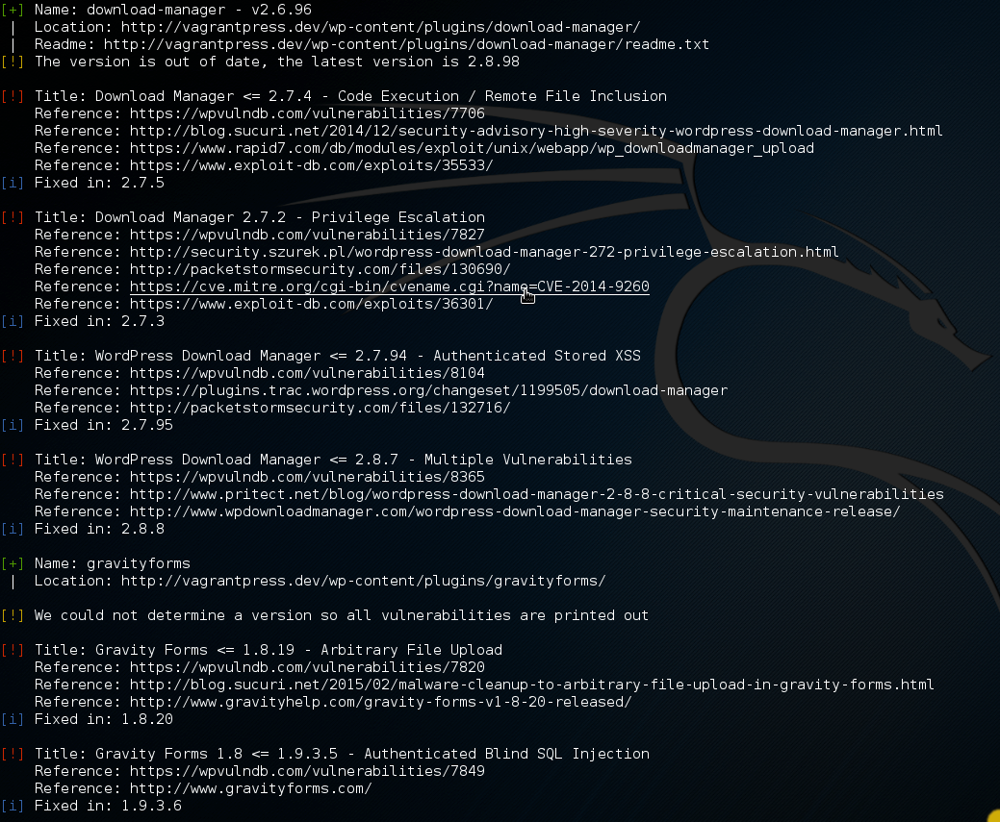 [+] Name: download-manager - v2.6.96
 |  Location: http://vagrantpress.dev/wp-content/plugins/download-manager/
 |  Readme: http://vagrantpress.dev/wp-content/plugins/download-manager/readme.txt
[!] The version is out of date, the latest version is 2.8.98
[!] Title: Download Manager <= 2.7.4 - Code Execution / Remote File Inclusion
    Reference: https://wpvulndb.com/vulnerabilities/7706
    Reference: http://blog.sucuri.net/2014/12/security-advisory-high-severity-wordpress-download-manager.html
    Reference: https://www.rapid7.com/db/modules/exploit/unix/webapp/wp_downloadmanager_upload
    Reference: https://www.exploit-db.com/exploits/35533/
[i] Fixed in: 2.7.5
[!] Title: Download Manager 2.7.2 - Privilege Escalation
    Reference: https://wpvulndb.com/vulnerabilities/7827
    Reference: http://security.szurek.pl/wordpress-download-manager-272-privilege-escalation.html
    Reference: http://packetstormsecurity.com/files/130690/
    Reference: https://cve.mitre.org/cgi-bin/cvename.cgi?name=CVE-2014-9260
    Reference: https://www.exploit-db.com/exploits/36301/
[i] Fixed in: 2.7.3
[!] Title: WordPress Download Manager <= 2.7.94 - Authenticated Stored XSS
    Reference: https://wpvulndb.com/vulnerabilities/8104
    Reference: https://plugins.trac.wordpress.org/changeset/1199505/download-manager
    Reference: http://packetstormsecurity.com/files/132716/
[i] Fixed in: 2.7.95
[!] Title: WordPress Download Manager <= 2.8.7 - Multiple Vulnerabilities
    Reference: https://wpvulndb.com/vulnerabilities/8365
    Reference: http://www.pritect.net/blog/wordpress-download-manager-2-8-8-critical-security-vulnerabilities
    Reference: http://www.wpdownloadmanager.com/wordpress-download-manager-security-maintenance-release/
[i] Fixed in: 2.8.8
[+] Name: gravityforms
 |  Location: http://vagrantpress.dev/wp-content/plugins/gravityforms/
[!] We could not determine a version so all vulnerabilities are printed out
[!] Title: Gravity Forms <= 1.8.19 - Arbitrary File Upload
    Reference: https://wpvulndb.com/vulnerabilities/7820
    Reference: http://blog.sucuri.net/2015/02/malware-cleanup-to-arbitrary-file-upload-in-gravity-forms.html
    Reference: http://www.gravityhelp.com/gravity-forms-v1-8-20-released/
[i] Fixed in: 1.8.20
[!] Title: Gravity Forms 1.8 <= 1.9.3.5 - Authenticated Blind SQL Injection
    Reference: https://wpvulndb.com/vulnerabilities/7849
    Reference: http://www.gravityforms.com/
[i] Fixed in: 1.9.3.6